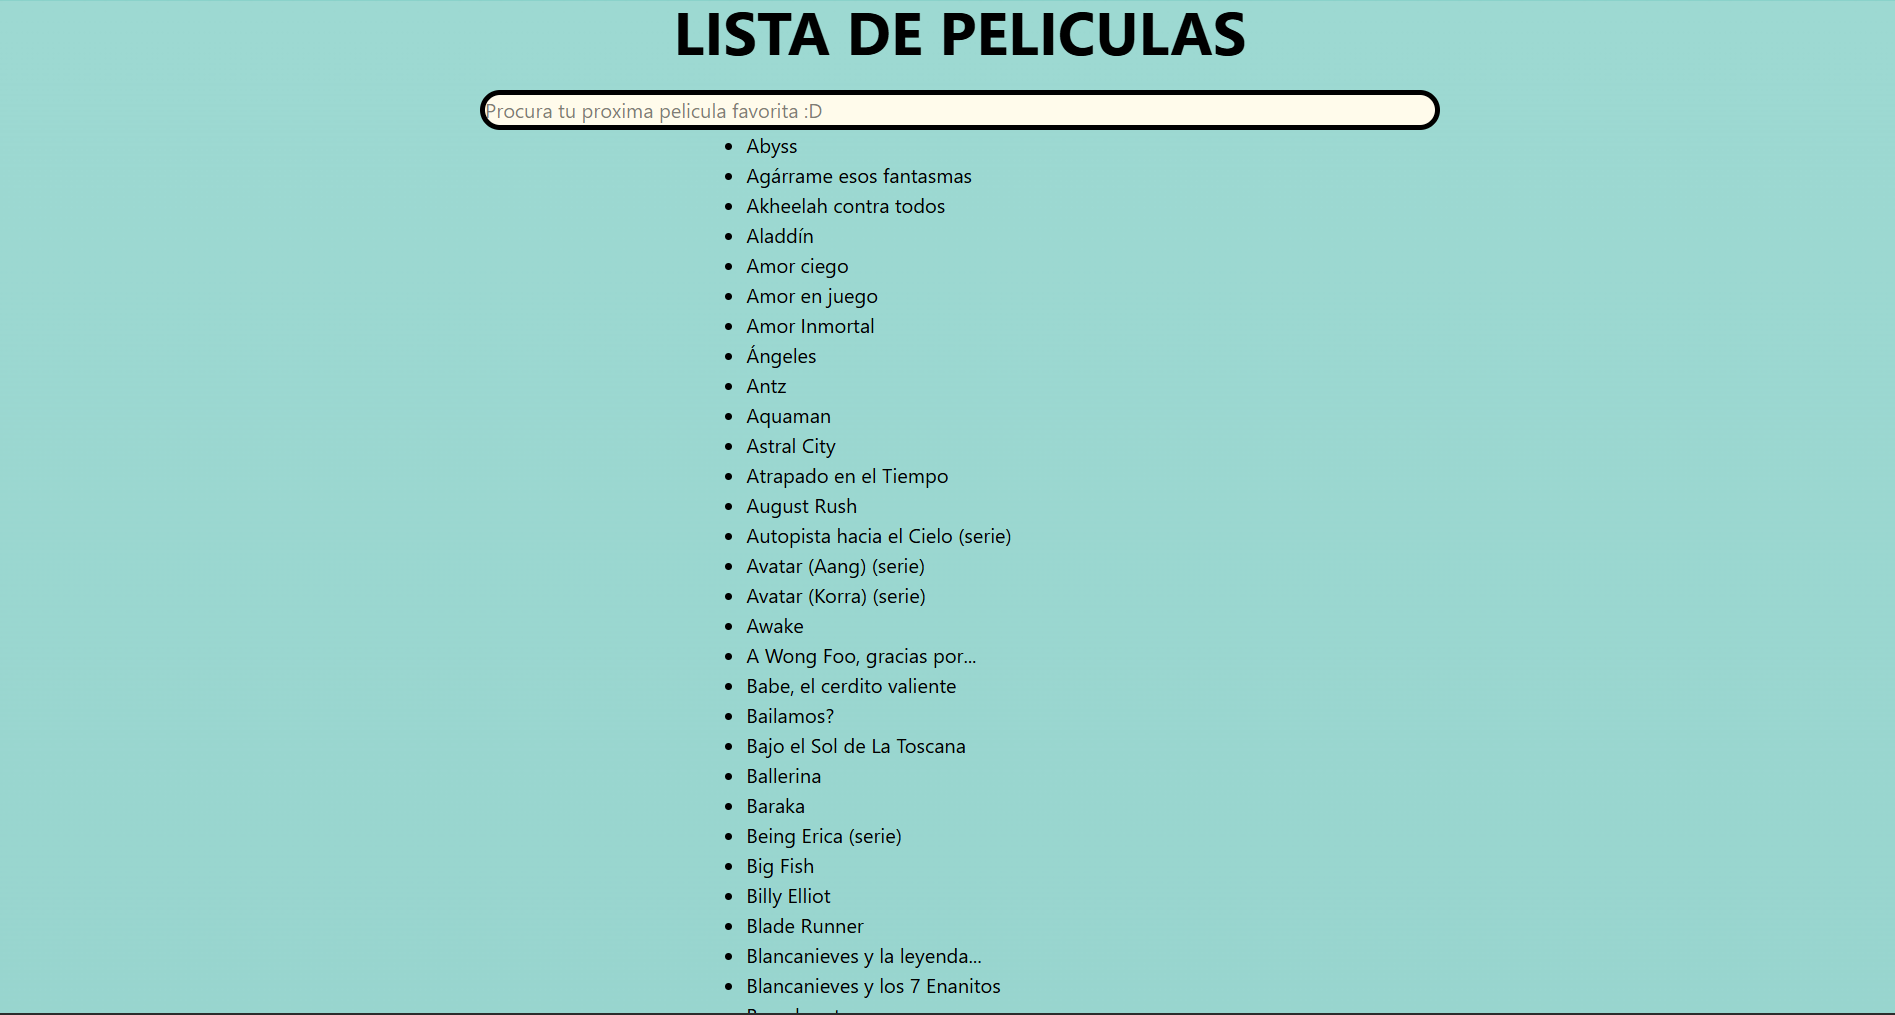 LISTA DE PELICULAS
Procura tu proxima pelicula favorita :D
Abyss
Agárrame esos fantasmas
Akheelah contra todos
Aladdín
Amor ciego
Amor en juego
Amor Inmortal
Ángeles
Antz
Aquaman
Astral City
Atrapado en el Tiempo
August Rush
Autopista hacia el Cielo (serie)
Avatar (Aang) (serie)
Avatar (Korra) (serie)
Awake
A Wong Foo, gracias por...
Babe, el cerdito valiente
Bailamos?
Bajo el Sol de La Toscana
Ballerina
Baraka
Being Erica (serie)
Big Fish
Billy Elliot
Blade Runner
Blancanieves y la leyenda...
Blancanieves y los 7 Enanitos